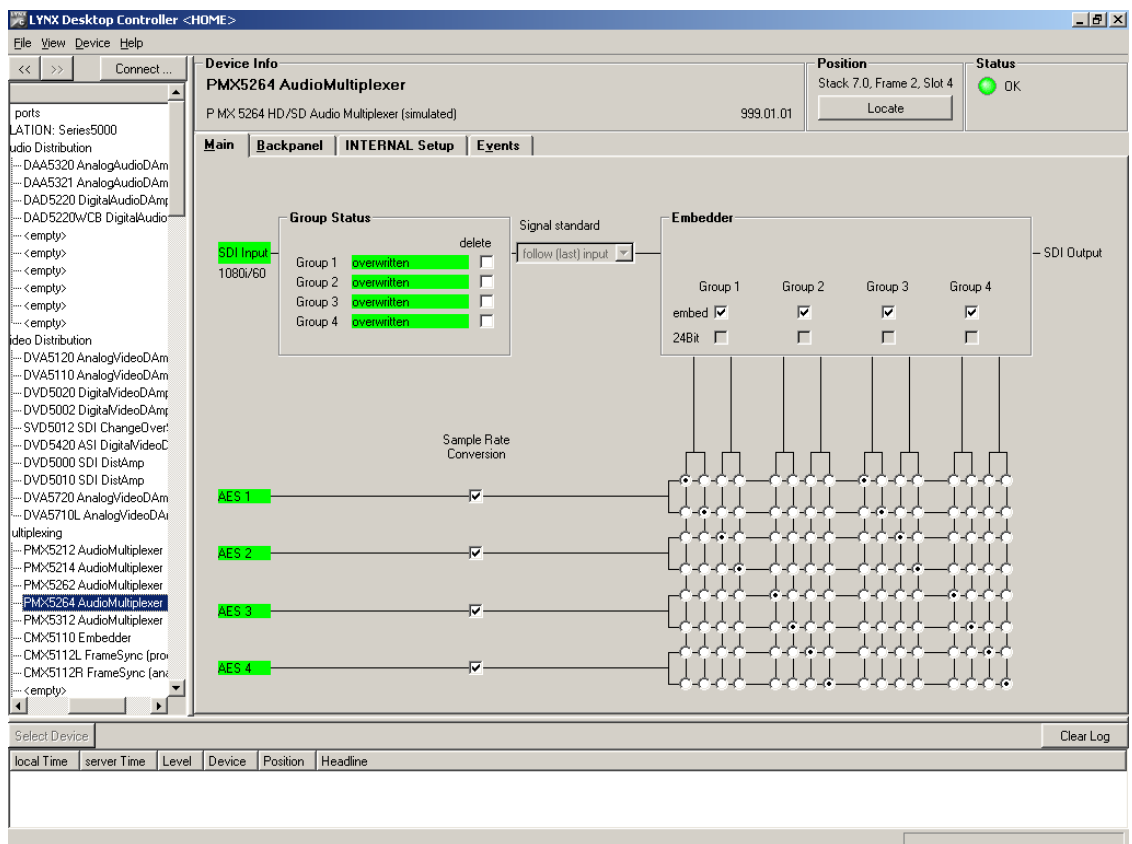 LYNX Desktop Controller <HOME>
File View Device Help
<< >> Connect ...
ports
LATION: Series5000
udio Distribution
DAA5320 AnalogAudioDAm
DAA5321 AnalogAudioDAm
DAD5220 DigitalAudioDAmp
DAD5220WCB DigitalAudio
<empty>
<empty>
<empty>
<empty>
<empty>
<empty>
ideo Distribution
DVA5120 AnalogVideoDAm
DVA5110 AnalogVideoDAm
DVD5020 DigitalVideoDAmp
DVD5002 DigitalVideoDAmp
SVD5012 SDI ChangeOver
DVD5420 ASI DigitalVideoD
DVD5000 SDI DistAmp
DVD5010 SDI DistAmp
DVA5720 AnalogVideoDAm
DVA5710L AnalogVideoDA
ultiplexing
PMX5212 AudioMultiplexer
PMX5214 AudioMultiplexer
PMX5262 AudioMultiplexer
PMX5264 AudioMultiplexer
PMX5312 AudioMultiplexer
CMX5110 Embedder
CMX5112L FrameSync (pro
CMX5112R FrameSync (ana
<empty>
Device Info
PMX5264 AudioMultiplexer
P MX 5264 HD/SD Audio Multiplexer (simulated) 999.01.01
Position
Stack 7.0, Frame 2, Slot 4
Locate
Status
OK
Main Backpanel INTERNAL Setup Events
SDI Input
1080i/60
Group Status
delete
Group 1 overwritten
Group 2 overwritten
Group 3 overwritten
Group 4 overwritten
Signal standard
follow (last) input
Embedder
Group 1 Group 2 Group 3 Group 4
embed
24Bit
SDI Output
Sample Rate
Conversion
AES 1
AES 2
AES 3
AES 4
Select Device Clear Log
local Time server Time Level Device Position Headline